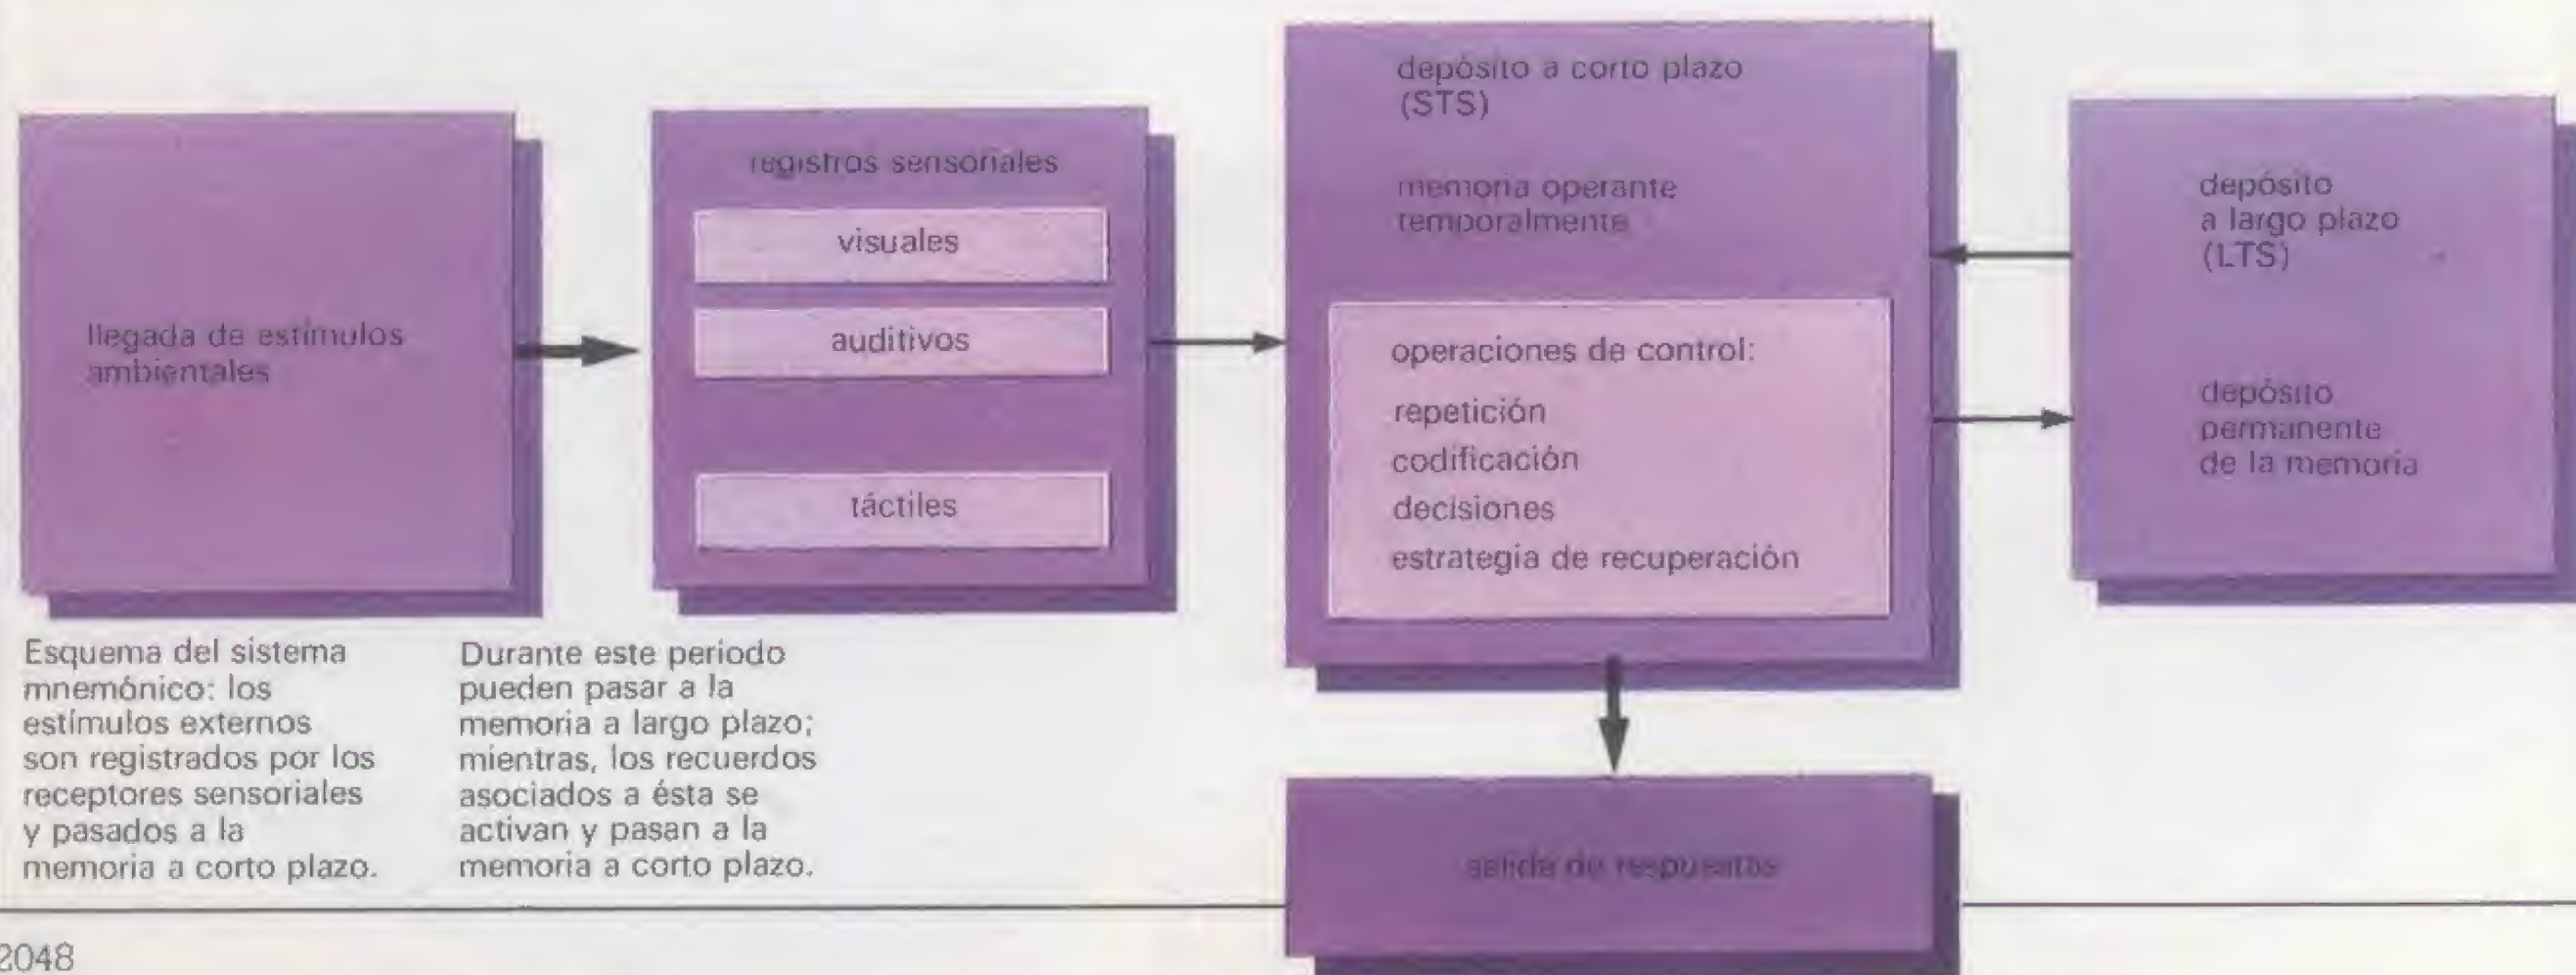 llegada de estímulos
ambientales
registros sensoriales
visuales
auditivos
táctiles
depósito a corto plazo
(STS)
memoria operante
temporalmente
operaciones de control:
repetición
codificación
decisiones
estrategia de recuperación
depósito
a largo plazo
(LTS)
depósito
permanente
de la memoria
salida de respuestas
Esquema del sistema
mnemónico: los
estímulos externos
son registrados por los
receptores sensoriales
y pasados a la
memoria a corto plazo.
Durante este periodo
pueden pasar a la
memoria a largo plazo;
mientras, los recuerdos
asociados a ésta se
activan y pasan a la
memoria a corto plazo.
2048